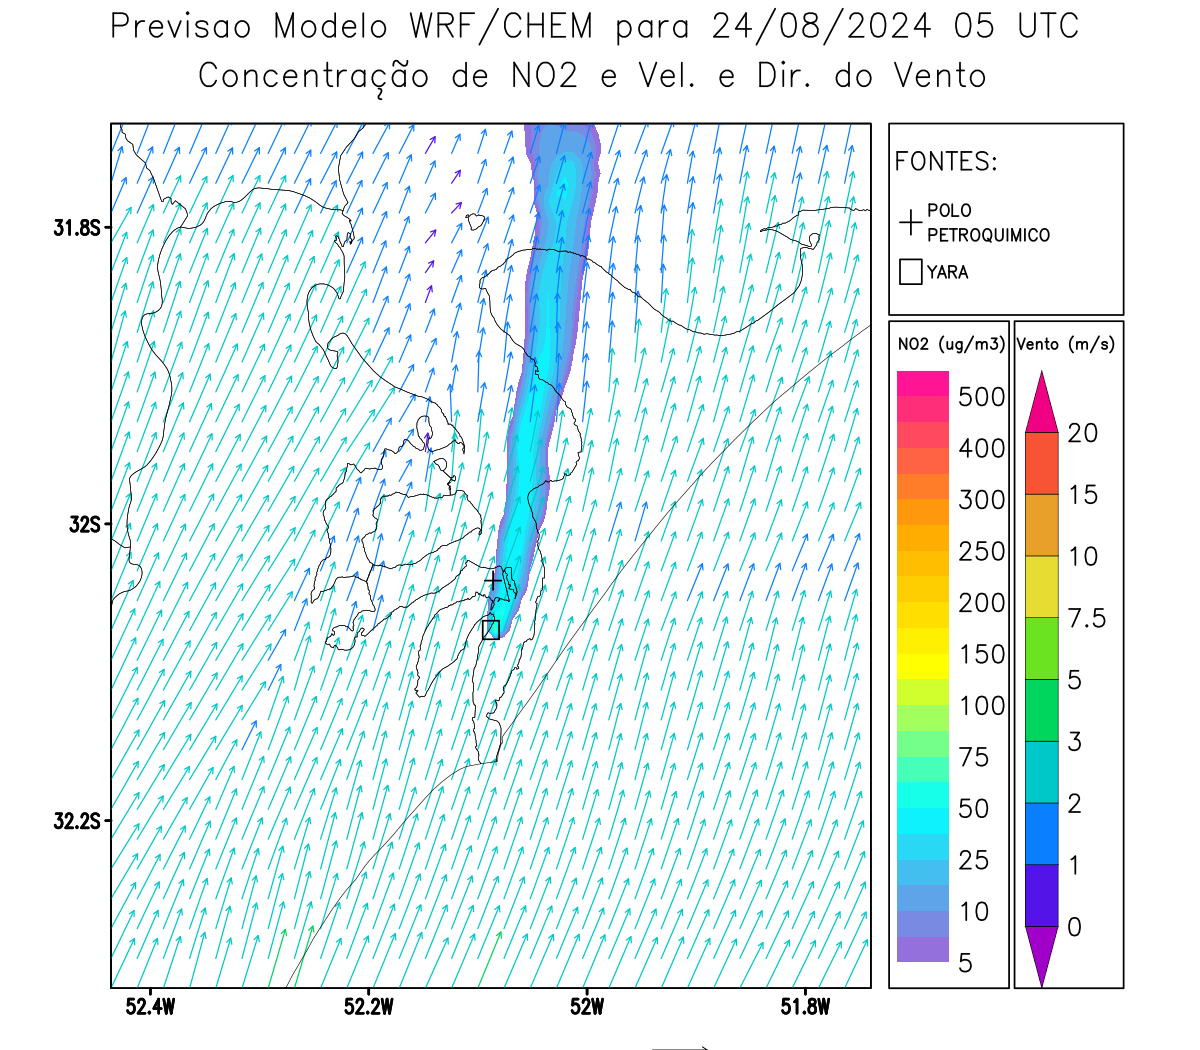 Previsao Modelo WRF/CHEM para 24/08/2024 05 UTC
Concentração de NO2 e Vel. e Dir. do Vento
FONTES:
POLO
PETROQUIMICO
YARA
NO2 (ug/m3)
500
400
300
250
200
150
100
75
50
25
10
5
Vento (m/s)
20
15
10
7.5
5
3
2
1
0
31.8S
32S
32.2S
52.4W
52.2W
52W
51.8W